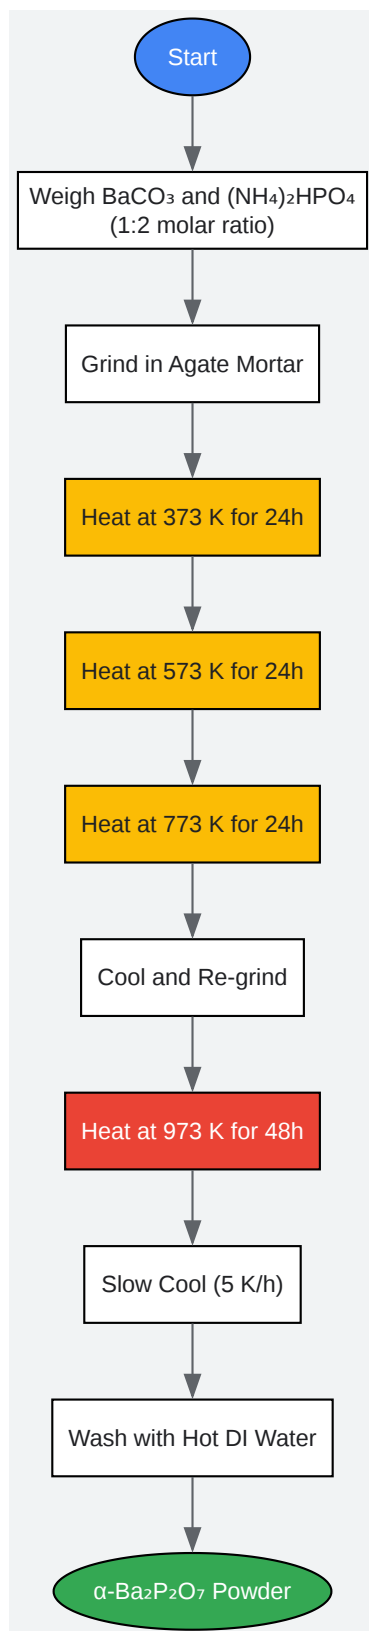 Start
Weigh BaCO₃ and (NH₄)₂HPO₄
(1:2 molar ratio)
Grind in Agate Mortar
Heat at 373 K for 24h
Heat at 573 K for 24h
Heat at 773 K for 24h
Cool and Re-grind
Heat at 973 K for 48h
Slow Cool (5 K/h)
Wash with Hot DI Water
α-Ba₂P₂O₇ Powder